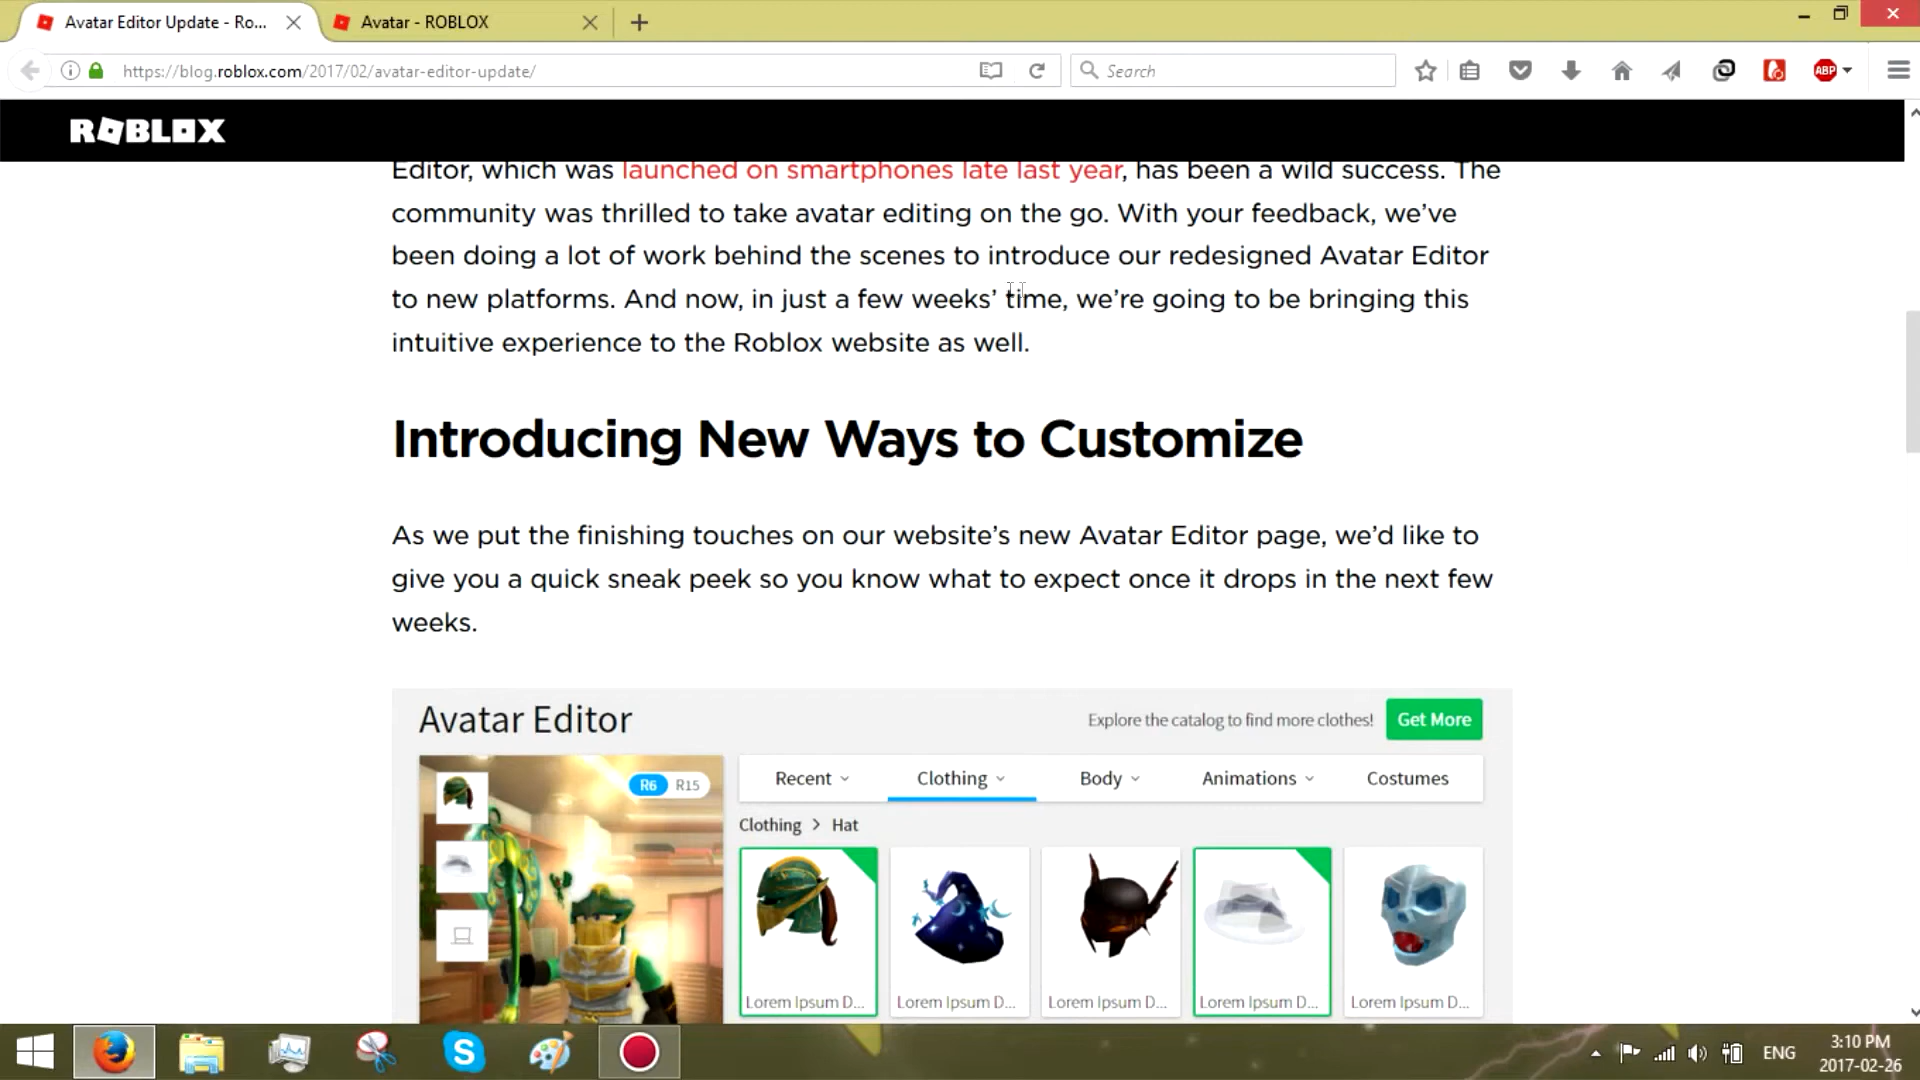 Avatar Editor Update - Ro...
Avatar - ROBLOX
https://blog.roblox.com/2017/02/avatar-editor-update/
Search
ABP
ROBLOX
Editor, which was launched on smartphones late last year, has been a wild success. The
community was thrilled to take avatar editing on the go. With your feedback, we’ve
been doing a lot of work behind the scenes to introduce our redesigned Avatar Editor
to new platforms. And now, in just a few weeks’ time, we’re going to be bringing this
intuitive experience to the Roblox website as well.
Introducing New Ways to Customize
As we put the finishing touches on our website’s new Avatar Editor page, we’d like to
give you a quick sneak peek so you know what to expect once it drops in the next few
weeks.
Avatar Editor
Explore the catalog to find more clothes!
Get More
R6 R15
Recent
Clothing
Body
Animations
Costumes
Clothing > Hat
Lorem Ipsum D...
Lorem Ipsum D...
Lorem Ipsum D...
Lorem Ipsum D...
Lorem Ipsum D...
S
ENG
3:10 PM
2017-02-26